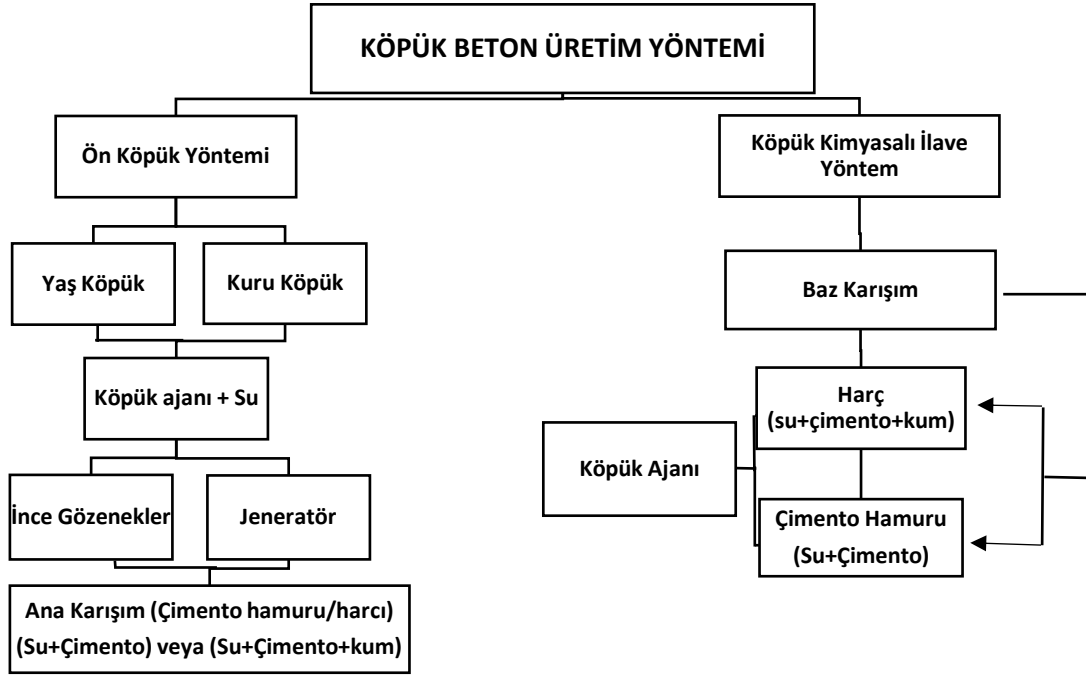 KÖPÜK BETON ÜRETİM YÖNTEMİ
Ön Köpük Yöntemi
Köpük Kimyasalı İlave
Yöntem
Yaş Köpük
Kuru Köpük
Baz Karışım
Köpük ajanı + Su
Harç
(su+çimento+kum)
Köpük Ajanı
İnce Gözenekler
Jeneratör
Çimento Hamuru
(Su+Çimento)
Ana Karışım (Çimento hamuru/harcı)
(Su+Çimento) veya (Su+Çimento+kum)